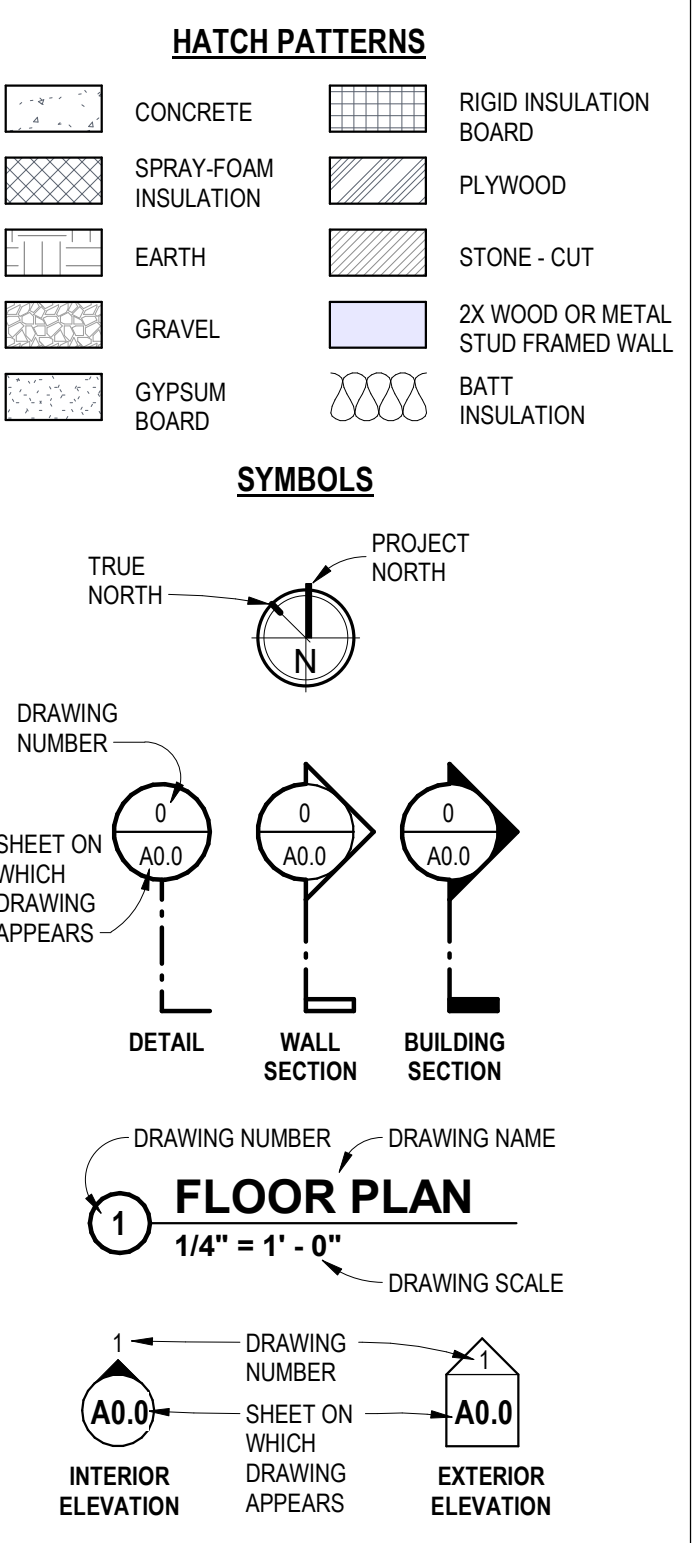 HATCH PATTERNS
CONCRETE
RIGID INSULATION
BOARD
SPRAY-FOAM
INSULATION
PLYWOOD
EARTH
STONE - CUT
GRAVEL
2X WOOD OR METAL
STUD FRAMED WALL
GYPSUM
BOARD
BATT
INSULATION
SYMBOLS
TRUE
NORTH
PROJECT
NORTH
N
DRAWING
NUMBER
SHEET ON
WHICH
DRAWING
APPEARS
0
A0.0
0
A0.0
0
A0.0
DETAIL
WALL
SECTION
BUILDING
SECTION
DRAWING NUMBER
DRAWING NAME
1
FLOOR PLAN
1/4" = 1' - 0"
DRAWING SCALE
1
A0.0
DRAWING
NUMBER
SHEET ON
WHICH
DRAWING
APPEARS
1
A0.0
INTERIOR
ELEVATION
EXTERIOR
ELEVATION